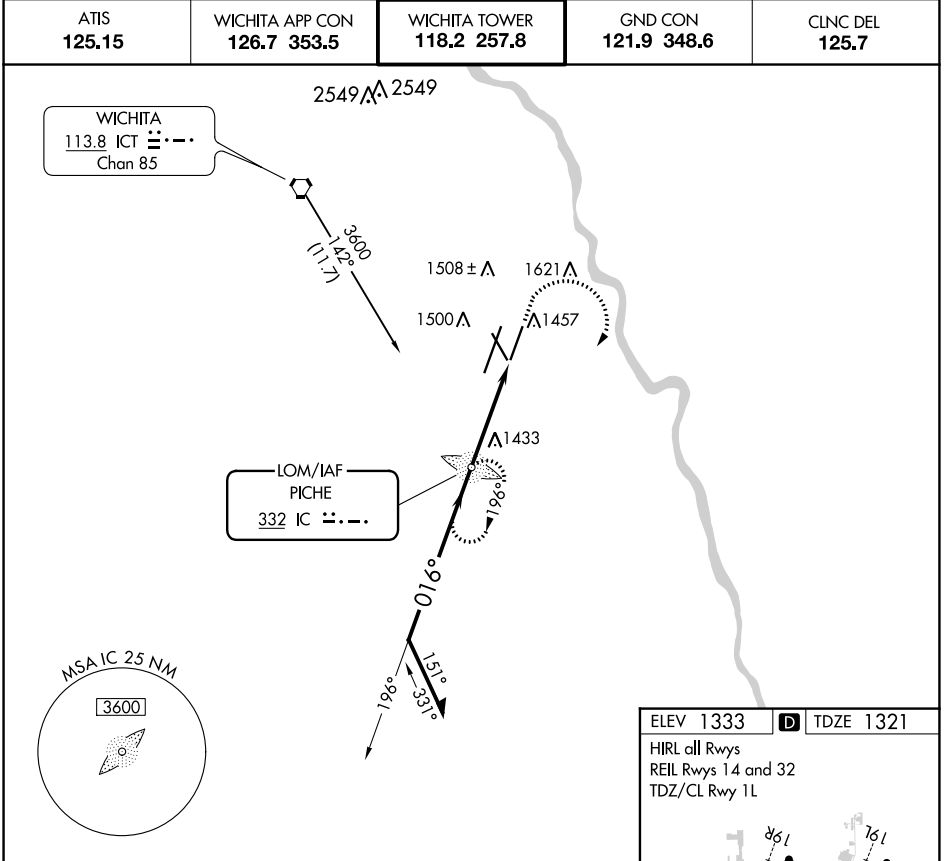 ATIS
125.15
WICHITA APP CON
126.7 353.5
WICHITA TOWER
118.2 257.8
GND CON
121.9 348.6
CLNC DEL
125.7
2549 2549
WICHITA
113.8 ICT
Chan 85
3600
142°
(11.7)
1508 ±
1621
1500
1457
1433
LOM/IAF
PICHE
332 IC
196°
016°
151°
331°
196°
MSA IC 25 NM
3600
ELEV 1333 D TDZE 1321
HIRL all Rwys
REIL Rwys 14 and 32
TDZ/CL Rwy 1L
19R
19L